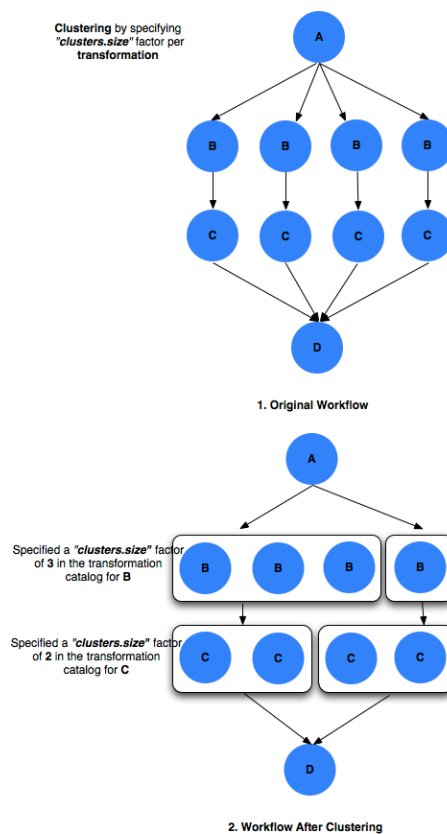 Clustering by specifying
"clusters.size" factor per
transformation
A
B B B B
C C C C
D
1. Original Workflow
A
Specified a "clusters.size" factor
of 3 in the transformation
catalog for B
B B B B
Specified a "clusters.size" factor
of 2 in the transformation
catalog for C
C C C C
D
2. Workflow After Clustering